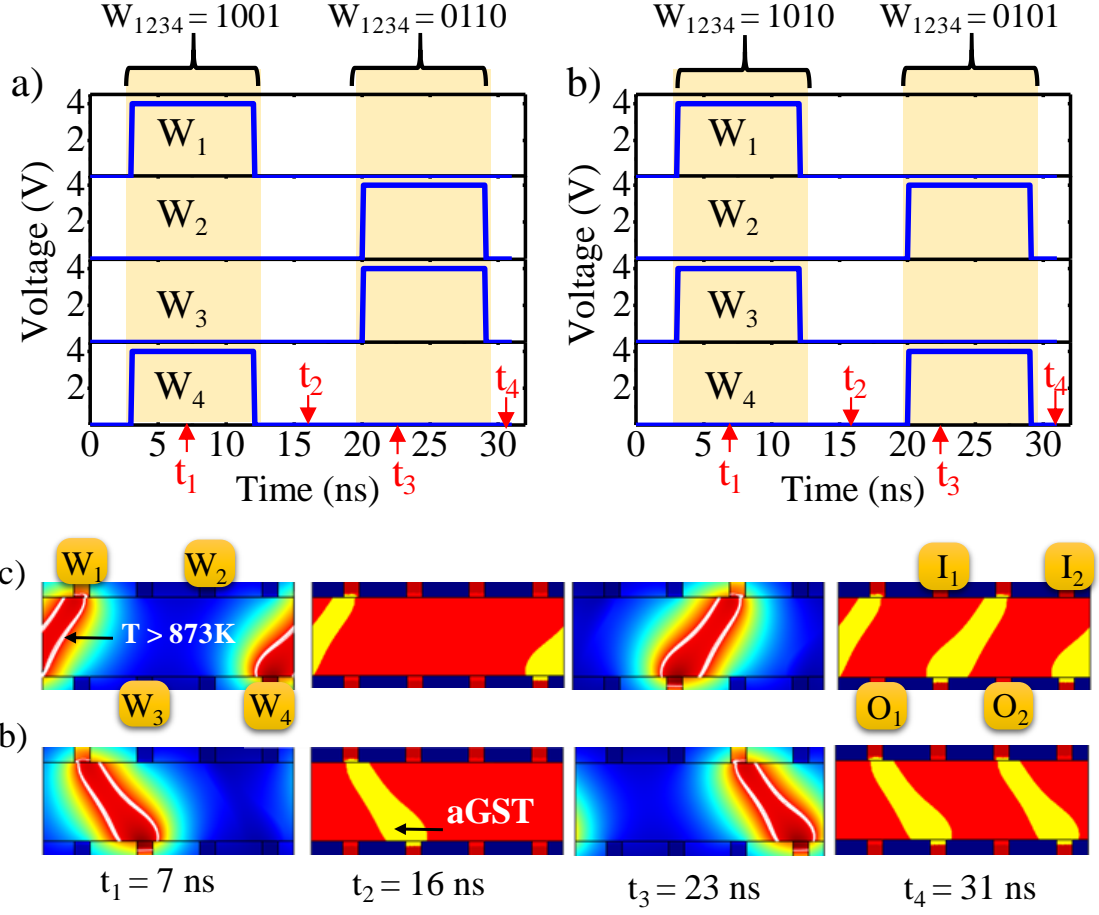 W1234 = 1001 W1234 = 0110 W1234 = 1010 W1234 = 0101
a) b)
Voltage (V) Voltage (V)
4 W1 4 W1
2 2
4 W2 4 W2
2 2
4 W3 4 W3
2 2
4 W4 t2 t4 4 W4 t2 t4
2 2
0 5 10 15 20 25 30 0 5 10 15 20 25 30
t1 t3 t1 t3
Time (ns) Time (ns)
c) W1 W2 I1 I2
T > 873K
W3 W4 O1 O2
b)
aGST
t1 = 7 ns t2 = 16 ns t3 = 23 ns t4 = 31 ns